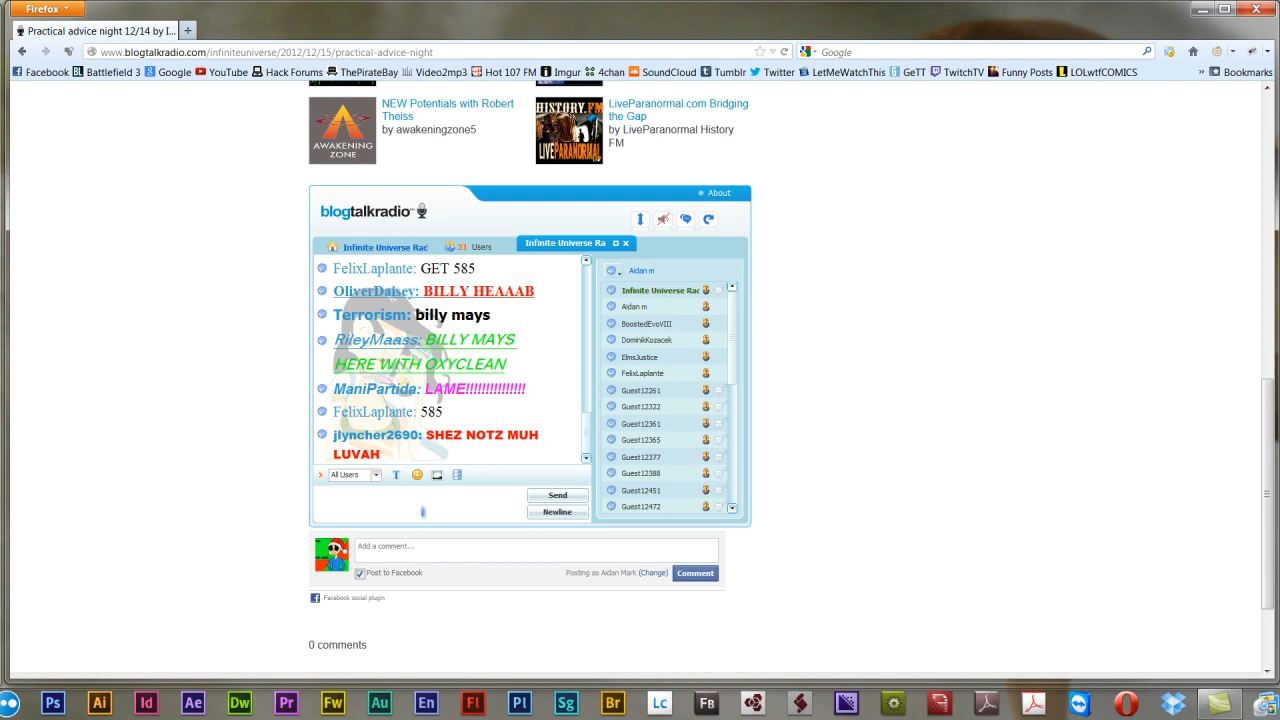 Firefox
Practical advice night 12/14 by I...
www.blogtalkradio.com/infiniteuniverse/2012/12/15/practical-advice-night
Google
Facebook Battlefield 3 Google YouTube Hack Forums ThePirateBay Video2mp3 Hot 107 FM Imgur 4chan SoundCloud Tumblr Twitter LetMeWatchThis GeTT TwitchTV Funny Posts LOLwtfCOMICS » Bookmarks
AWAKENING
ZONE
NEW Potentials with Robert
Theiss
by awakeningzone5
HISTORY.FM
LIVEPARANORMAL
LiveParanormal.com Bridging
the Gap
by LiveParanormal History
FM
About
blogtalkradio
Infinite Universe Rac
31 Users
Infinite Universe Ra
FelixLaplante: GET 585
OliverDaisey: BILLY HEAAAB
Terrorism: billy mays
RileyMaass: BILLY MAYS
HERE WITH OXYCLEAN
ManiPartida: LAME!!!!!!!!!!!!!!!
FelixLaplante: 585
jlyncher2690: SHEZ NOTZ MUH
LUVAH
All Users
T
Send
Newline
Aidan m
Infinite Universe Rac
Aidan m
BoostedEvoVIII
DominikKozacek
ElmsJustice
FelixLaplante
Guest12261
Guest12322
Guest12361
Guest12365
Guest12377
Guest12388
Guest12451
Guest12472
Add a comment...
Post to Facebook
Posting as Aidan Mark (Change)
Comment
Facebook social plugin
0 comments
Ps Ai Id Ae Dw Pr Fw Au En Fl Pl Sg Br Lc Fb